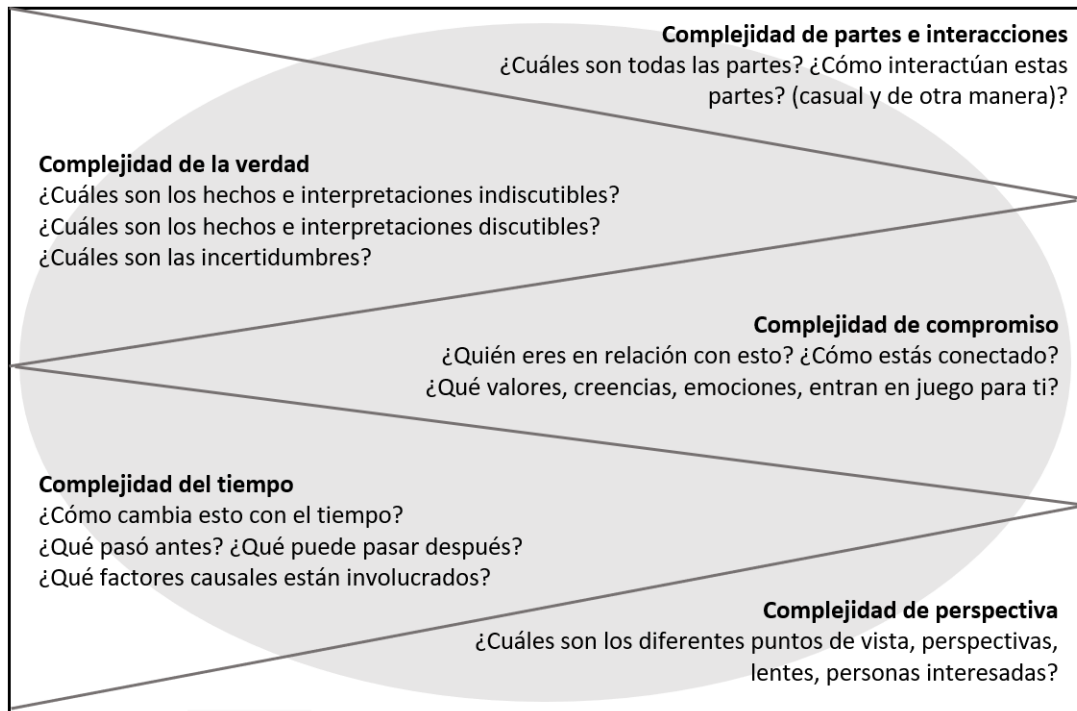 Complejidad de partes e interacciones
¿Cuáles son todas las partes? ¿Cómo interactúan estas
partes? (casual y de otra manera)?
Complejidad de la verdad
¿Cuáles son los hechos e interpretaciones indiscutibles?
¿Cuáles son los hechos e interpretaciones discutibles?
¿Cuáles son las incertidumbres?
Complejidad de compromiso
¿Quién eres en relación con esto? ¿Cómo estás conectado?
¿Qué valores, creencias, emociones, entran en juego para ti?
Complejidad del tiempo
¿Cómo cambia esto con el tiempo?
¿Qué pasó antes? ¿Qué puede pasar después?
¿Qué factores causales están involucrados?
Complejidad de perspectiva
¿Cuáles son los diferentes puntos de vista, perspectivas,
lentes, personas interesadas?